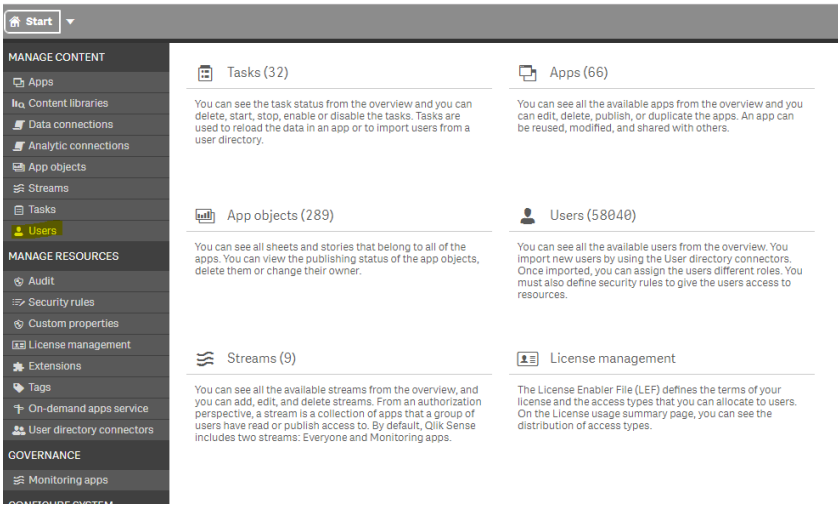 Start
MANAGE CONTENT
Apps
Content libraries
Data connections
Analytic connections
App objects
Streams
Tasks
Users
MANAGE RESOURCES
Audit
Security rules
Custom properties
License management
Extensions
Tags
On-demand apps service
User directory connectors
GOVERNANCE
Monitoring apps
CONFIGURE SYSTEM
Tasks (32)
You can see the task status from the overview and you can
delete, start, stop, enable or disable the tasks. Tasks are
used to reload the data in an app or to import users from a
user directory.
Apps (66)
You can see all the available apps from the overview and you
can edit, delete, publish, or duplicate the apps. An app can
be reused, modified, and shared with others.
App objects (289)
You can see all sheets and stories that belong to all of the
apps. You can view the publishing status of the app objects,
delete them or change their owner.
Users (58040)
You can see all the available users from the overview. You
import new users by using the User directory connectors.
Once imported, you can assign the users different roles. You
must also define security rules to give the users access to
resources.
Streams (9)
You can see all the available streams from the overview, and
you can add, edit, and delete streams. From an authorization
perspective, a stream is a collection of apps that a group of
users have read or publish access to. By default, Qlik Sense
includes two streams: Everyone and Monitoring apps.
License management
The License Enabler File (LEF) defines the terms of your
license and the access types that you can allocate to users.
On the License usage summary page, you can see the
distribution of access types.